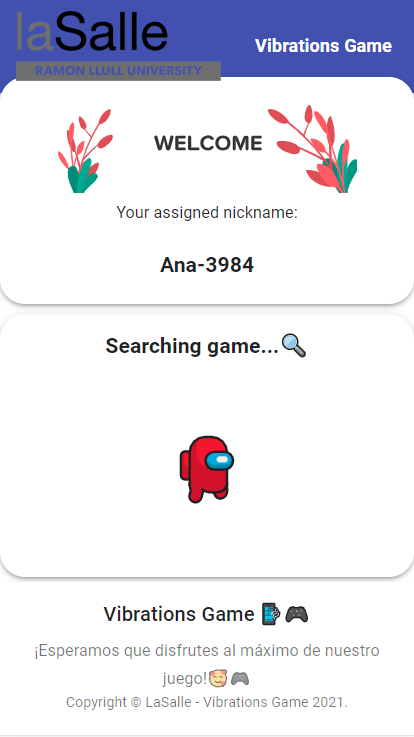 laSalle
RAMON LLULL UNIVERSITY
Vibrations Game
WELCOME
Your assigned nickname:
Ana-3984
Searching game...🔍
Vibrations Game 📱🎮
¡Esperamos que disfrutes al máximo de nuestro
juego!🥰🎮
Copyright © LaSalle - Vibrations Game 2021.